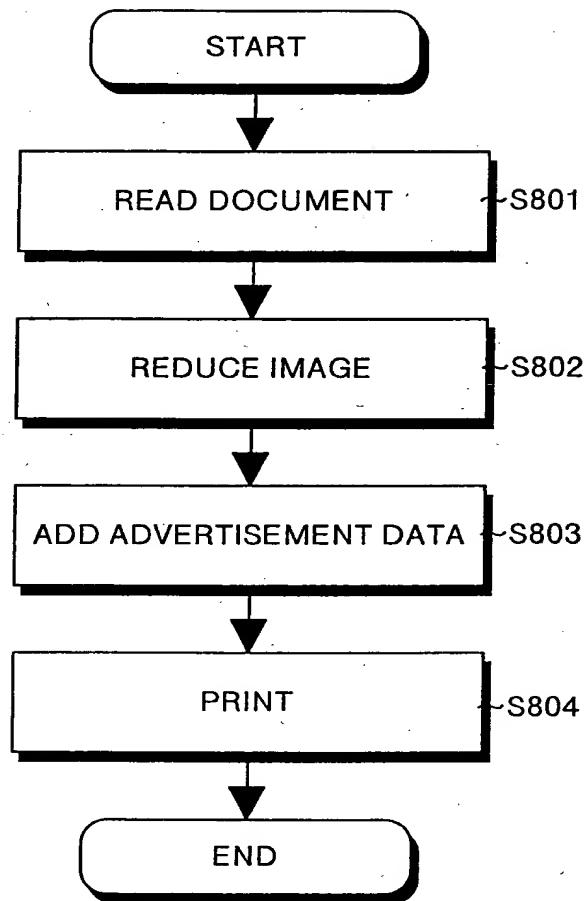 START
READ DOCUMENT
S801
REDUCE IMAGE
S802
ADD ADVERTISEMENT DATA
S803
PRINT
S804
END